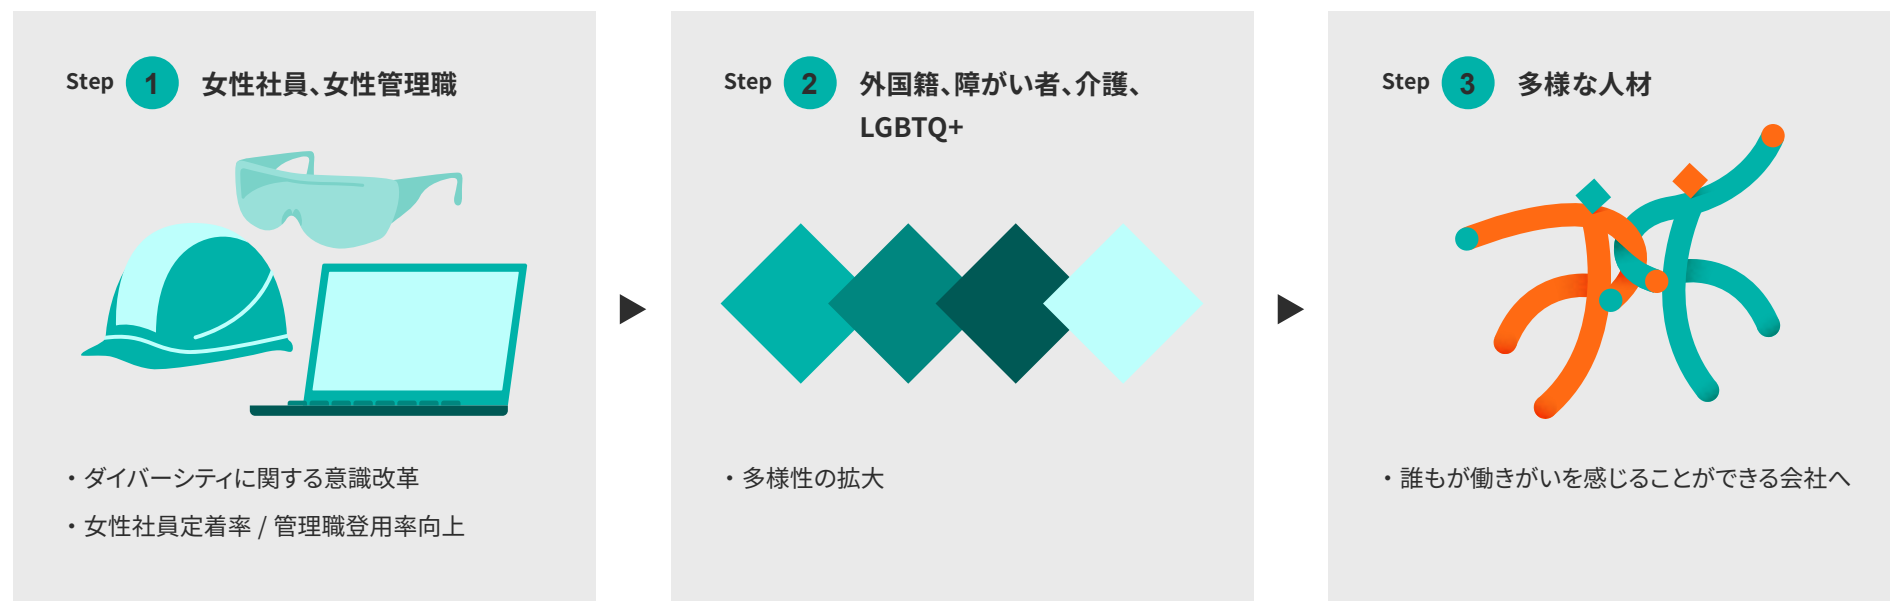 Step 1 女性社員、女性管理職
・ダイバーシティに関する意識改革
・女性社員定着率 / 管理職登用率向上
Step 2 外国籍、障がい者、介護、
LGBTQ+
・多様性の拡大
Step 3 多様な人材
・誰もが働きがいを感じることができる会社へ